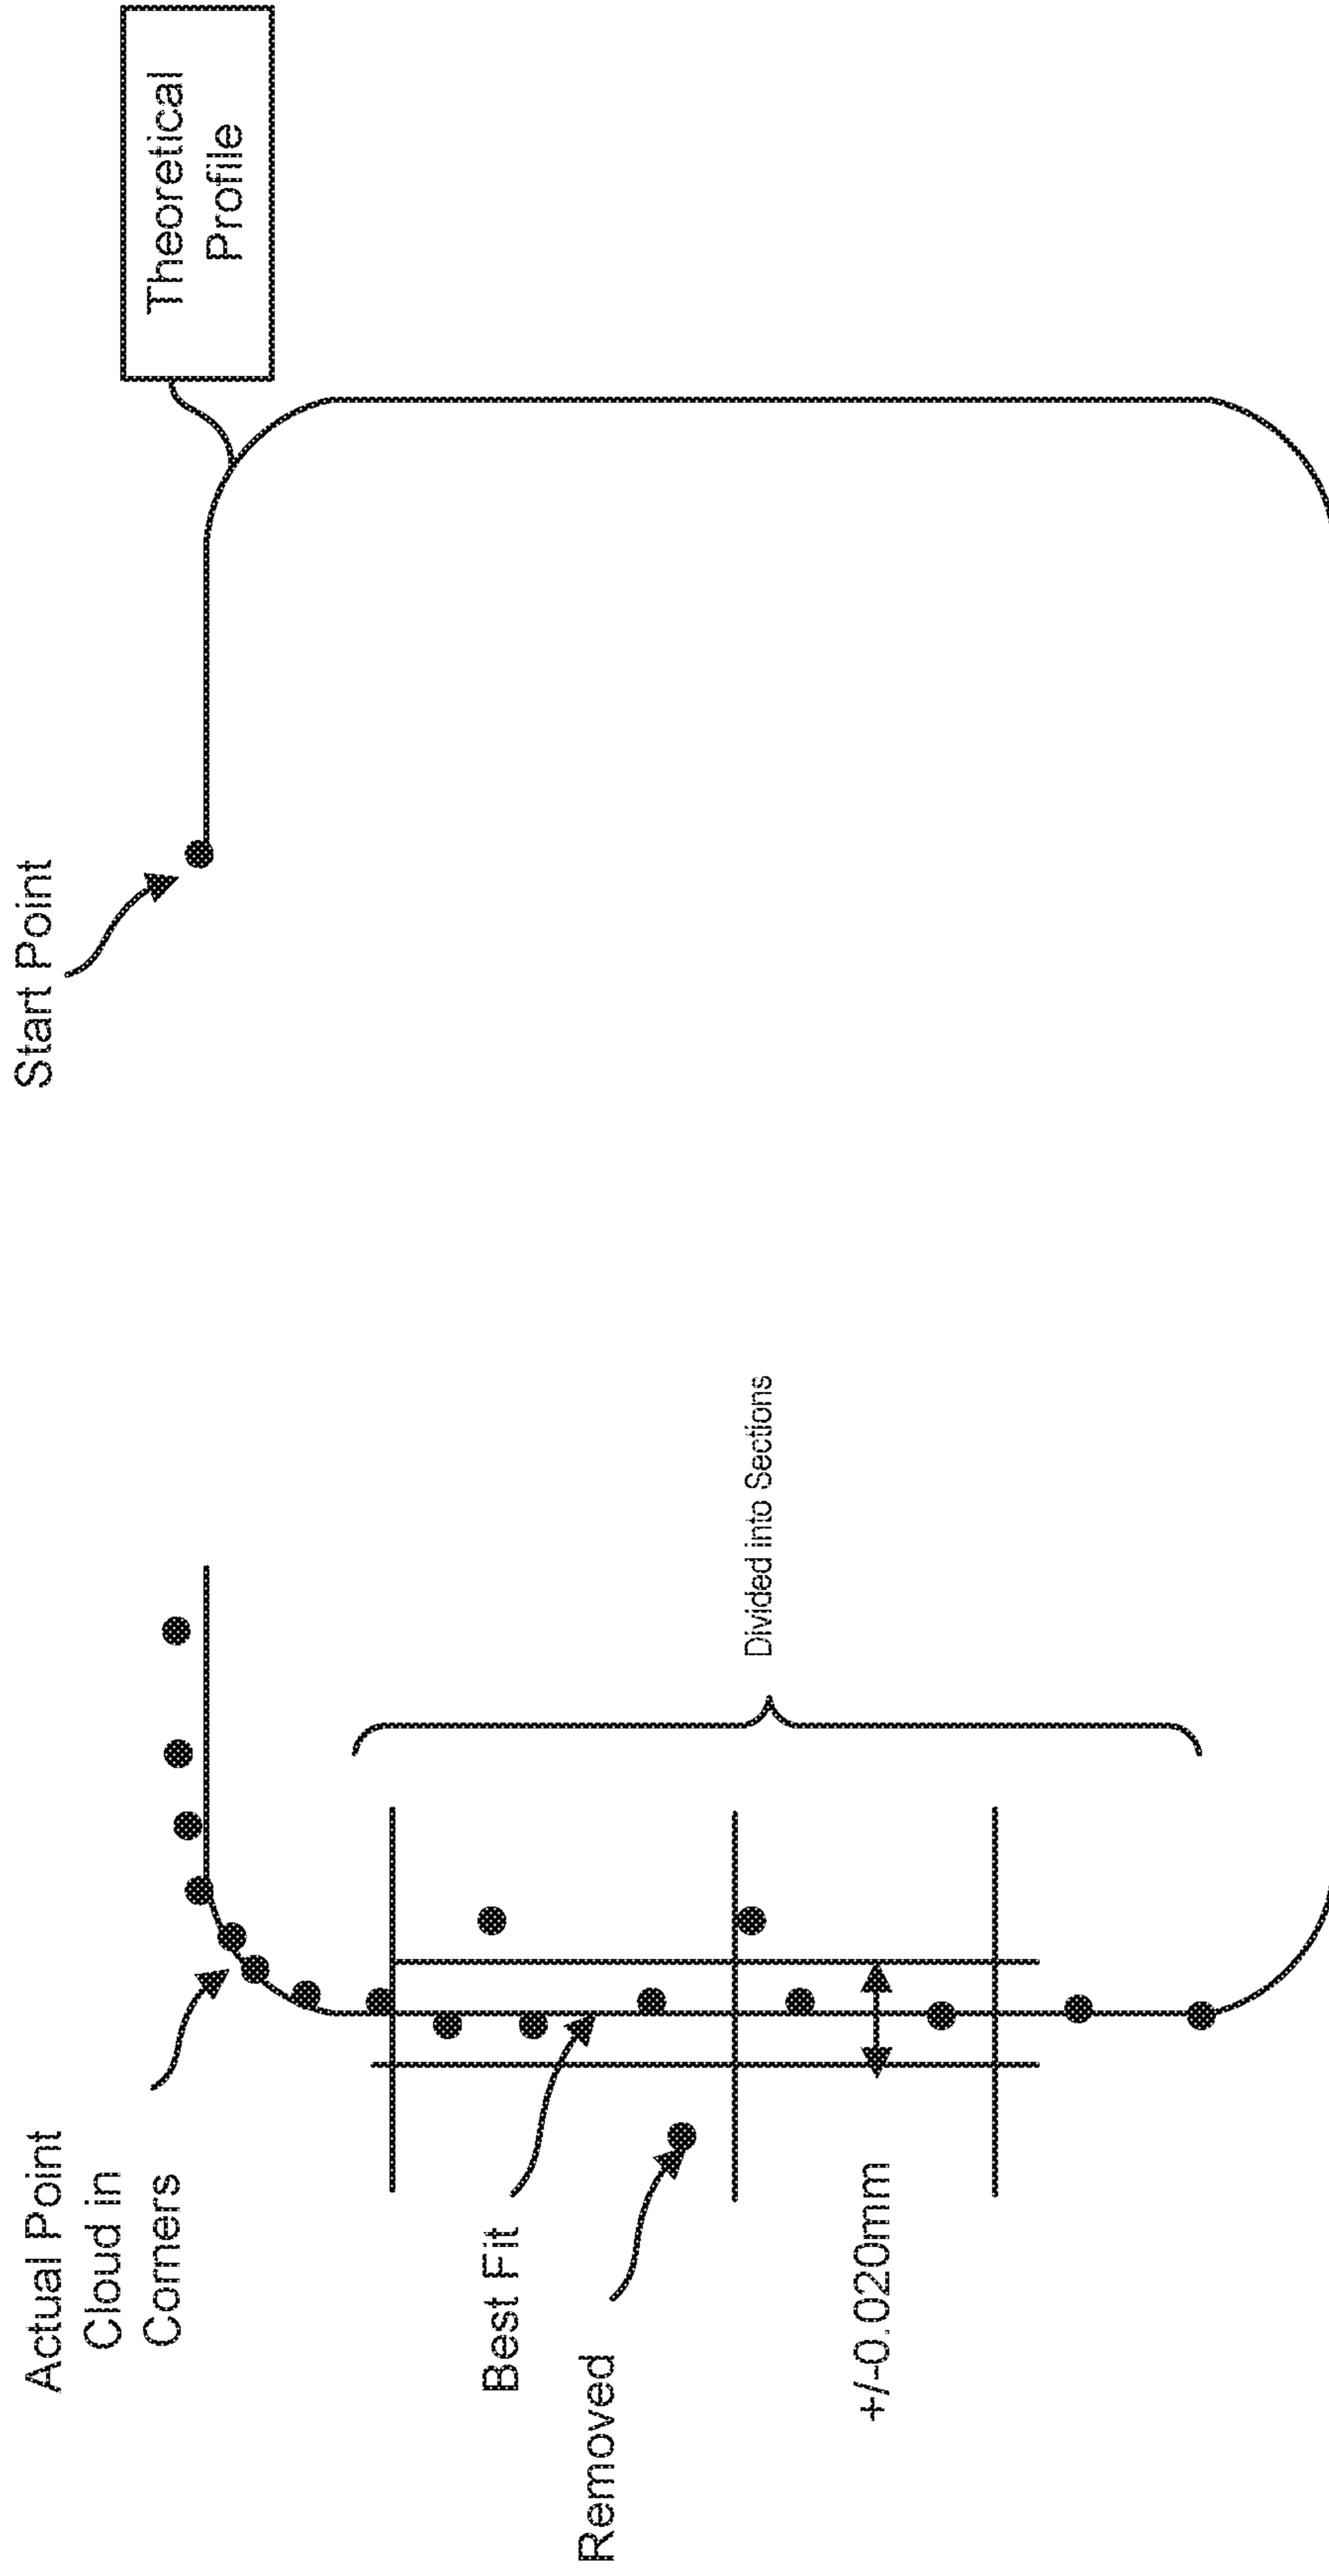 Actual Point
Cloud in
Corners
Start Point
Theoretical
Profile
Best Fit
Removed
Divided into Sections
+/-0.020mm